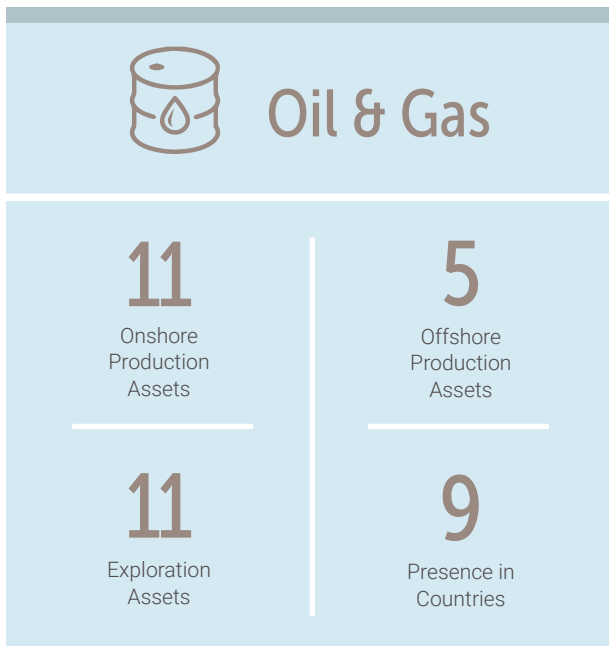 Oil & Gas
11
Onshore
Production
Assets
5
Offshore
Production
Assets
11
Exploration
Assets
9
Presence in
Countries